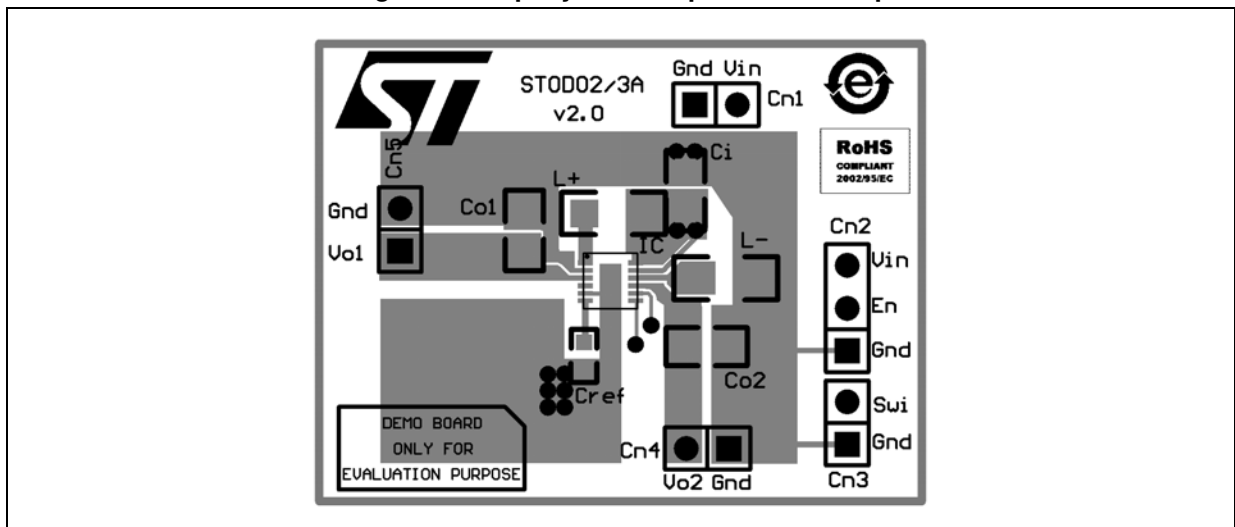 ST
STOD02/3A
v2.0
Gnd Vin
Cn1
e
RoHS
COMPLIANT
2002/95/EC
Cn5
Ci
L+
Gnd
Co1
Vo1
IC
L-
Cn2
Vin
En
Gnd
Co2
Cref
Swi
Gnd
Cn3
DEMO BOARD
ONLY FOR
EVALUATION PURPOSE
Cn4
Vo2 Gnd